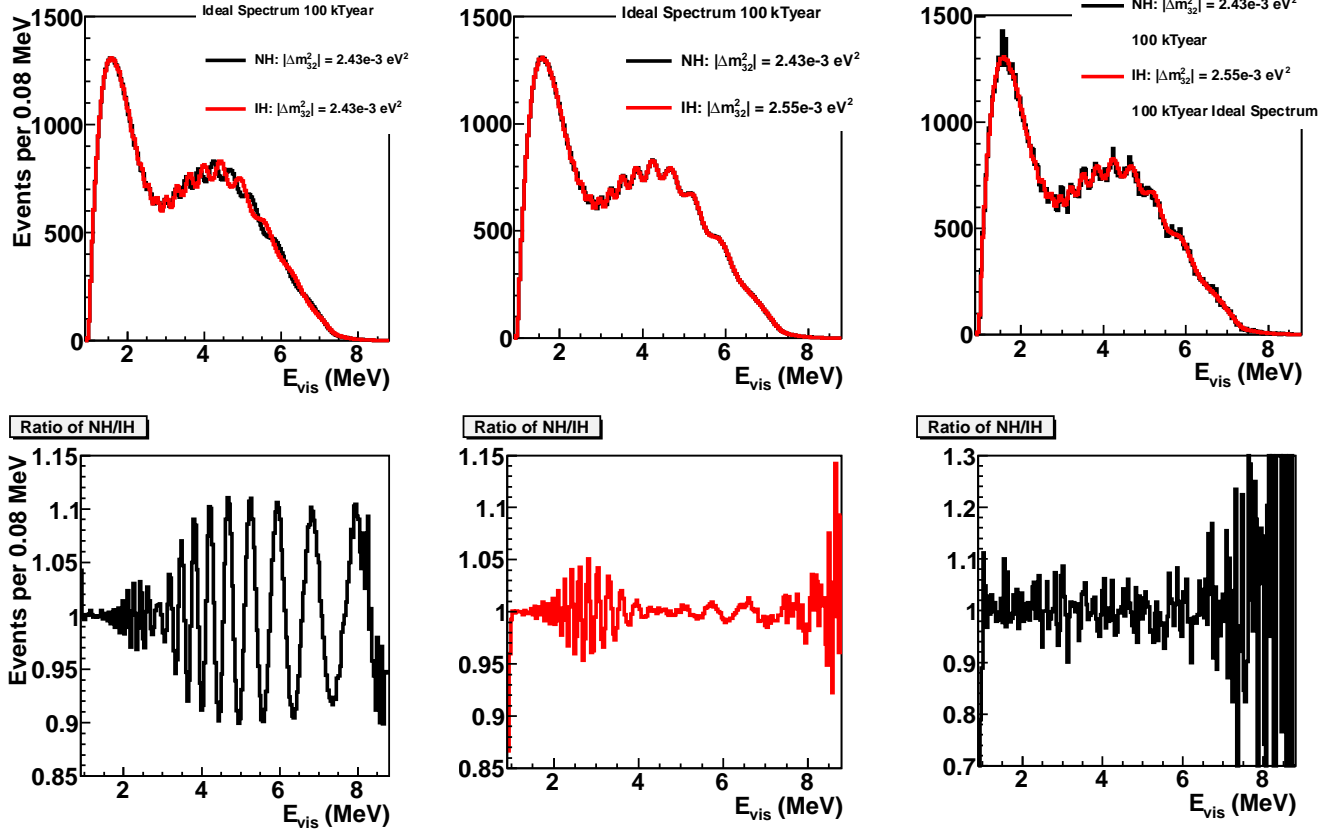 Ideal Spectrum 100 kTyear
NH: |Δm²₃₂| = 2.43e-3 eV²
IH: |Δm²₃₂| = 2.43e-3 eV²
Events per 0.08 MeV
1500
1000
500
0
2 4 6 8
E_vis (MeV)
Ideal Spectrum 100 kTyear
NH: |Δm²₃₂| = 2.43e-3 eV²
IH: |Δm²₃₂| = 2.55e-3 eV²
1500
1000
500
0
2 4 6 8
E_vis (MeV)
NH: |Δm²₃₂| = 2.43e-3 eV²
100 kTyear
IH: |Δm²₃₂| = 2.55e-3 eV²
100 kTyear Ideal Spectrum
1500
1000
500
0
2 4 6 8
E_vis (MeV)
Ratio of NH/IH
Events per 0.08 MeV
1.15
1.1
1.05
1
0.95
0.9
0.85
2 4 6 8
E_vis (MeV)
Ratio of NH/IH
1.15
1.1
1.05
1
0.95
0.9
0.85
2 4 6 8
E_vis (MeV)
Ratio of NH/IH
1.3
1.2
1.1
1
0.9
0.8
0.7
2 4 6 8
E_vis (MeV)